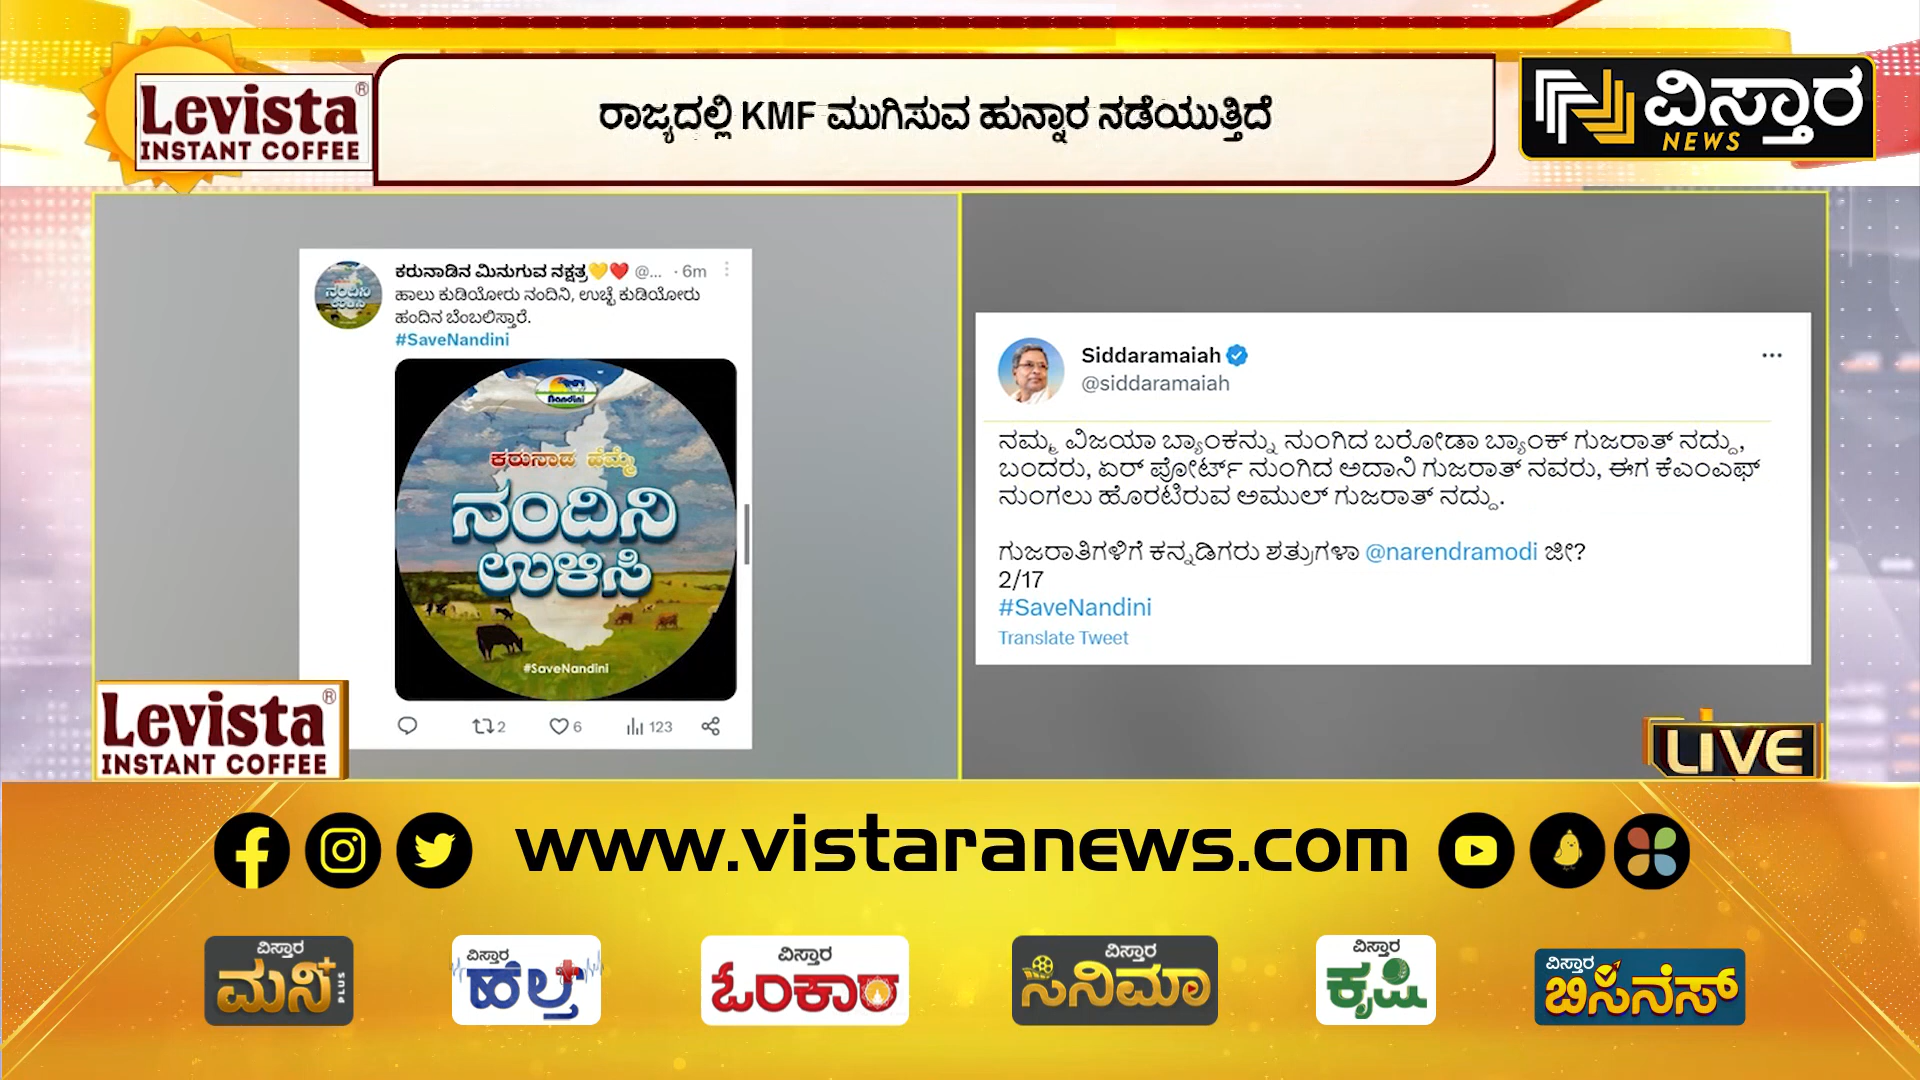 Levista®
INSTANT COFFEE
ರಾಜ್ಯದಲ್ಲಿ KMF ಮುಗಿಸುವ ಹುನ್ನಾರ ನಡೆಯುತ್ತಿದೆ
ವಿಸ್ತಾರ
NEWS
ಕರುನಾಡಿನ ಮಿನುಗುವ ನಕ್ಷತ್ರ💛❤️ @... · 6m
ಹಾಲು ಕುಡಿಯೋರು ನಂದಿನಿ, ಉಚ್ಚೆ ಕುಡಿಯೋರು
ಹಂದಿನ ಬೆಂಬಲಿಸ್ತಾರೆ.
#SaveNandini
Nandini
ಕರುನಾಡ ಹೆಮ್ಮೆ
ನಂದಿನಿ
ಉಳಿಸಿ
#SaveNandini
2 6 123
Siddaramaiah
@siddaramaiah
ನಮ್ಮ ವಿಜಯಾ ಬ್ಯಾಂಕನ್ನು ನುಂಗಿದ ಬರೋಡಾ ಬ್ಯಾಂಕ್ ಗುಜರಾತ್ ನದ್ದು,
ಬಂದರು, ಏರ್ ಪೋರ್ಟ್ ನುಂಗಿದ ಅದಾನಿ ಗುಜರಾತ್ ನವರು, ಈಗ ಕೆಎಂಎಫ್
ನುಂಗಲು ಹೊರಟಿರುವ ಅಮುಲ್ ಗುಜರಾತ್ ನದ್ದು.
ಗುಜರಾತಿಗಳಿಗೆ ಕನ್ನಡಿಗರು ಶತ್ರುಗಳಾ @narendramodi ಜೀ?
2/17
#SaveNandini
Translate Tweet
Levista®
INSTANT COFFEE
LIVE
www.vistaranews.com
ವಿಸ್ತಾರ
ಮನಿ+ PLUS
ವಿಸ್ತಾರ
ಹೆಲ್ತ್
ವಿಸ್ತಾರ
ಓಂಕಾರ
ವಿಸ್ತಾರ
ಸಿನಿಮಾ
ವಿಸ್ತಾರ
ಕೃಷಿ
ವಿಸ್ತಾರ
ಬಿಸಿನೆಸ್